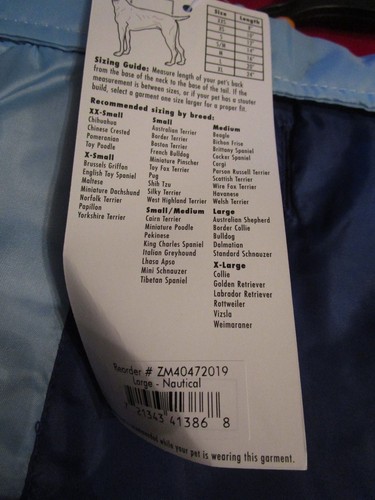 Size Length
XXS
XS
S
S/M
M
L
XL 24"
Sizing Guide: Measure length of your pet's back
from the base of the neck to the base of the tail. If the
measurement is between sizes, or if your pet has a stouter
build, select a garment one size larger for a proper fit.
Recommended sizing by breed:
XX-Small
Chihuahua
Chinese Crested
Pomeranian
Toy Poodle
X-Small
Brussels Griffon
English Toy Spaniel
Maltese
Miniature Dachshund
Norfolk Terrier
Papillon
Yorkshire Terrier
Small
Australian Terrier
Border Terrier
Boston Terrier
French Bulldog
Miniature Pinscher
Toy Fox Terrier
Pug
Shih Tzu
Silky Terrier
West Highland Terrier
Small/Medium
Cairn Terrier
Miniature Poodle
Pekinese
King Charles Spaniel
Italian Greyhound
Lhasa Apso
Mini Schnauzer
Tibetan Spaniel
Medium
Beagle
Bichon Frise
Brittany Spaniel
Cocker Spaniel
Corgi
Parson Russell Terrier
Scottish Terrier
Wire Fox Terrier
Havanese
Welsh Terrier
Large
Australian Shepherd
Border Collie
Bulldog
Dalmatian
Standard Schnauzer
X-Large
Collie
Golden Retriever
Labrador Retriever
Rottweiler
Vizsla
Weimaraner
Reorder # ZM40472019
Large - Nautical
21343 41386 8
while your pet is wearing this garment.